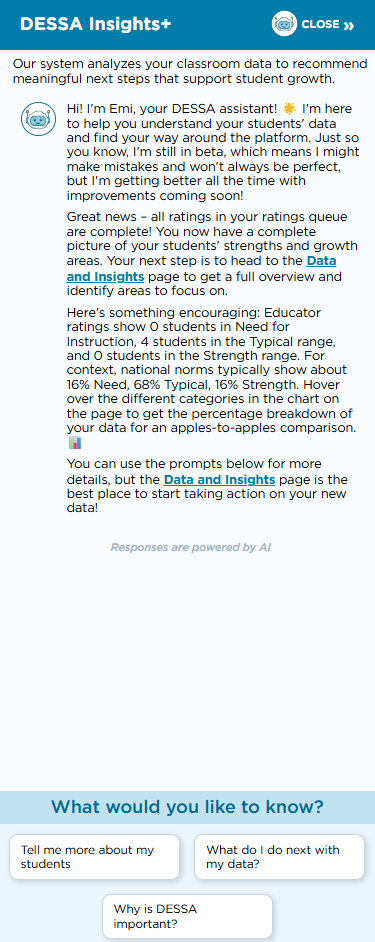 DESSA Insights+
CLOSE »
Our system analyzes your classroom data to recommend
meaningful next steps that support student growth.
Hi! I'm Emi, your DESSA assistant! 🌟 I'm here
to help you understand your students' data
and find your way around the platform. Just so
you know, I'm still in beta, which means I might
make mistakes and won't always be perfect,
but I'm getting better all the time with
improvements coming soon!
Great news – all ratings in your ratings queue
are complete! You now have a complete
picture of your students' strengths and growth
areas. Your next step is to head to the Data
and Insights page to get a full overview and
identify areas to focus on.
Here's something encouraging: Educator
ratings show 0 students in Need for
Instruction, 4 students in the Typical range,
and 0 students in the Strength range. For
context, national norms typically show about
16% Need, 68% Typical, 16% Strength. Hover
over the different categories in the chart on
the page to get the percentage breakdown of
your data for an apples-to-apples comparison.
📊
You can use the prompts below for more
details, but the Data and Insights page is the
best place to start taking action on your new
data!
Responses are powered by AI
What would you like to know?
Tell me more about my
students
What do I do next with
my data?
Why is DESSA
important?